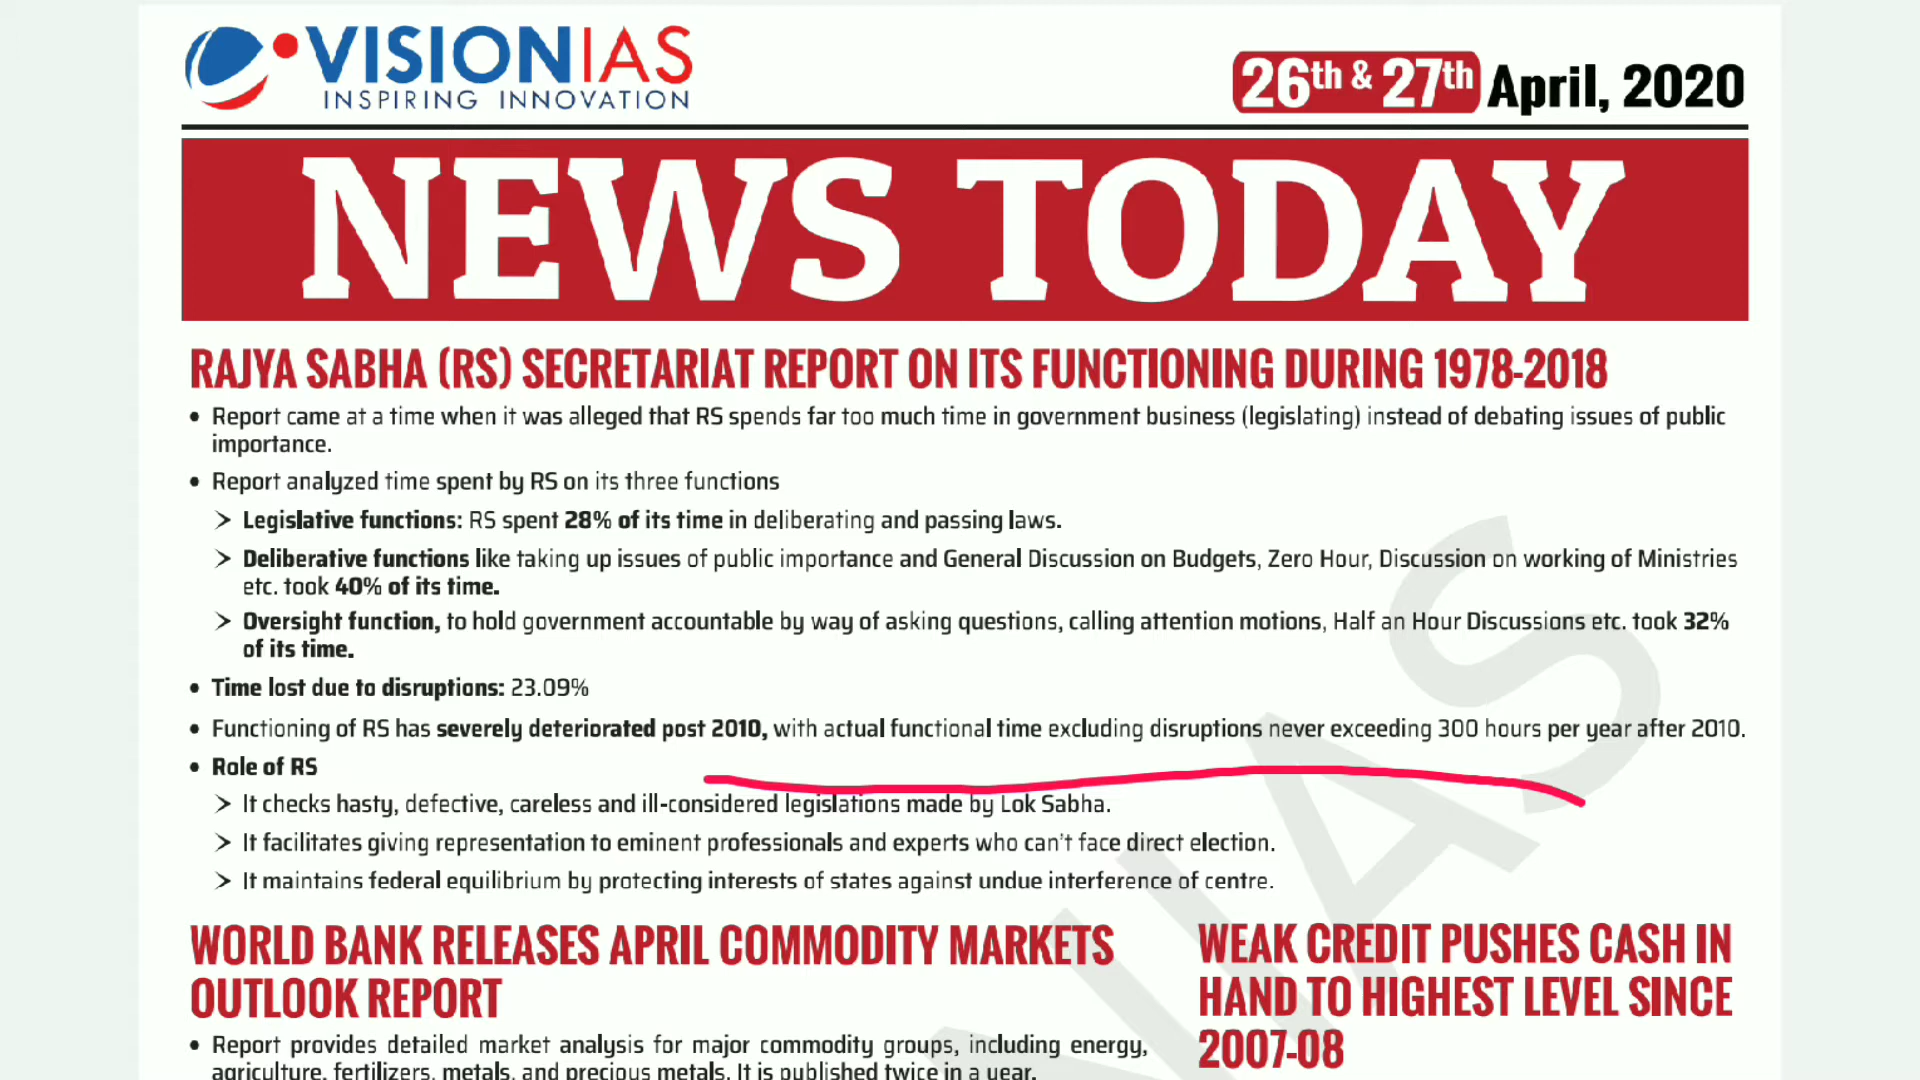 VISIONIAS
INSPIRING INNOVATION
26th & 27th April, 2020
NEWS TODAY
RAJYA SABHA (RS) SECRETARIAT REPORT ON ITS FUNCTIONING DURING 1978-2018
• Report came at a time when it was alleged that RS spends far too much time in government business (legislating) instead of debating issues of public
importance.
• Report analyzed time spent by RS on its three functions
➢ Legislative functions: RS spent 28% of its time in deliberating and passing laws.
➢ Deliberative functions like taking up issues of public importance and General Discussion on Budgets, Zero Hour, Discussion on working of Ministries
etc. took 40% of its time.
➢ Oversight function, to hold government accountable by way of asking questions, calling attention motions, Half an Hour Discussions etc. took 32%
of its time.
• Time lost due to disruptions: 23.09%
• Functioning of RS has severely deteriorated post 2010, with actual functional time excluding disruptions never exceeding 300 hours per year after 2010.
• Role of RS
➢ It checks hasty, defective, careless and ill-considered legislations made by Lok Sabha.
➢ It facilitates giving representation to eminent professionals and experts who can't face direct election.
➢ It maintains federal equilibrium by protecting interests of states against undue interference of centre.
WORLD BANK RELEASES APRIL COMMODITY MARKETS
OUTLOOK REPORT
• Report provides detailed market analysis for major commodity groups, including energy,
agriculture, fertilizers, metals, and precious metals. It is published twice in a year.
WEAK CREDIT PUSHES CASH IN
HAND TO HIGHEST LEVEL SINCE
2007-08